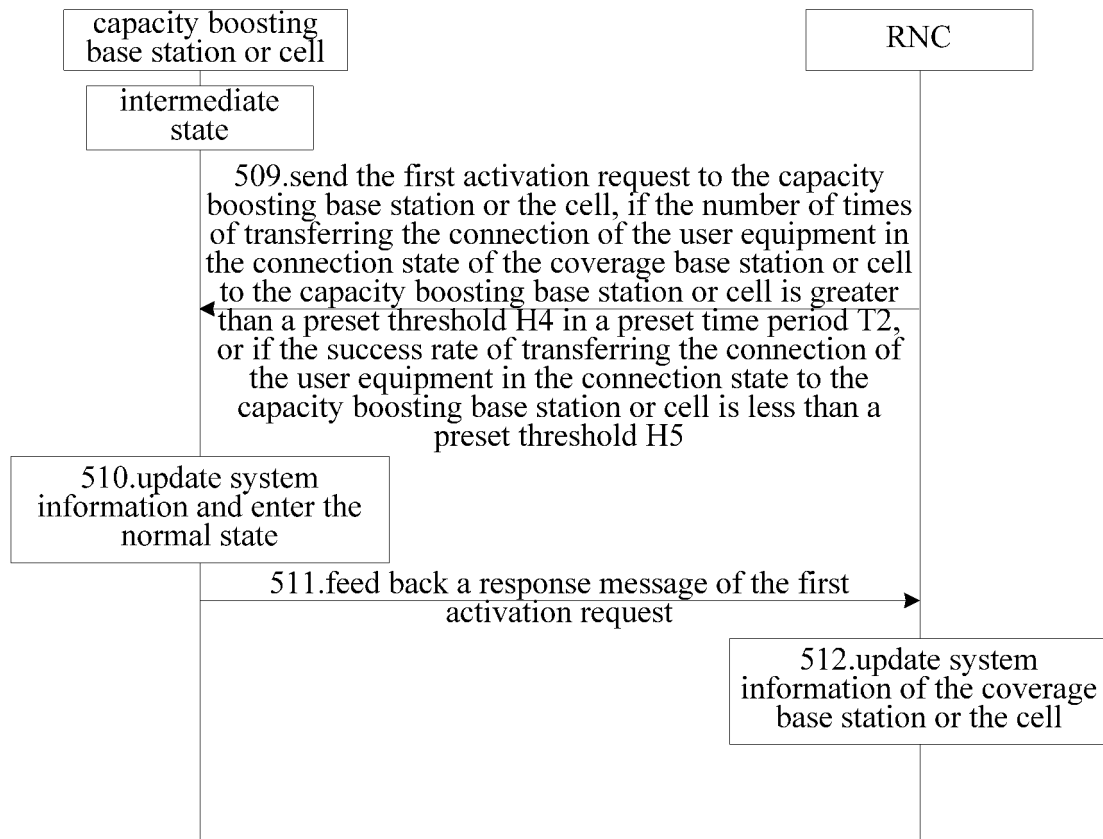 capacity boosting
base station or cell
RNC
intermediate
state
509.send the first activation request to the capacity
boosting base station or the cell, if the number of times
of transferring the connection of the user equipment in
the connection state of the coverage base station or cell
to the capacity boosting base station or cell is greater
than a preset threshold H4 in a preset time period T2,
or if the success rate of transferring the connection of
the user equipment in the connection state to the
capacity boosting base station or cell is less than a
preset threshold H5
510.update system
information and enter the
normal state
511.feed back a response message of the first
activation request
512.update system
information of the coverage
base station or the cell